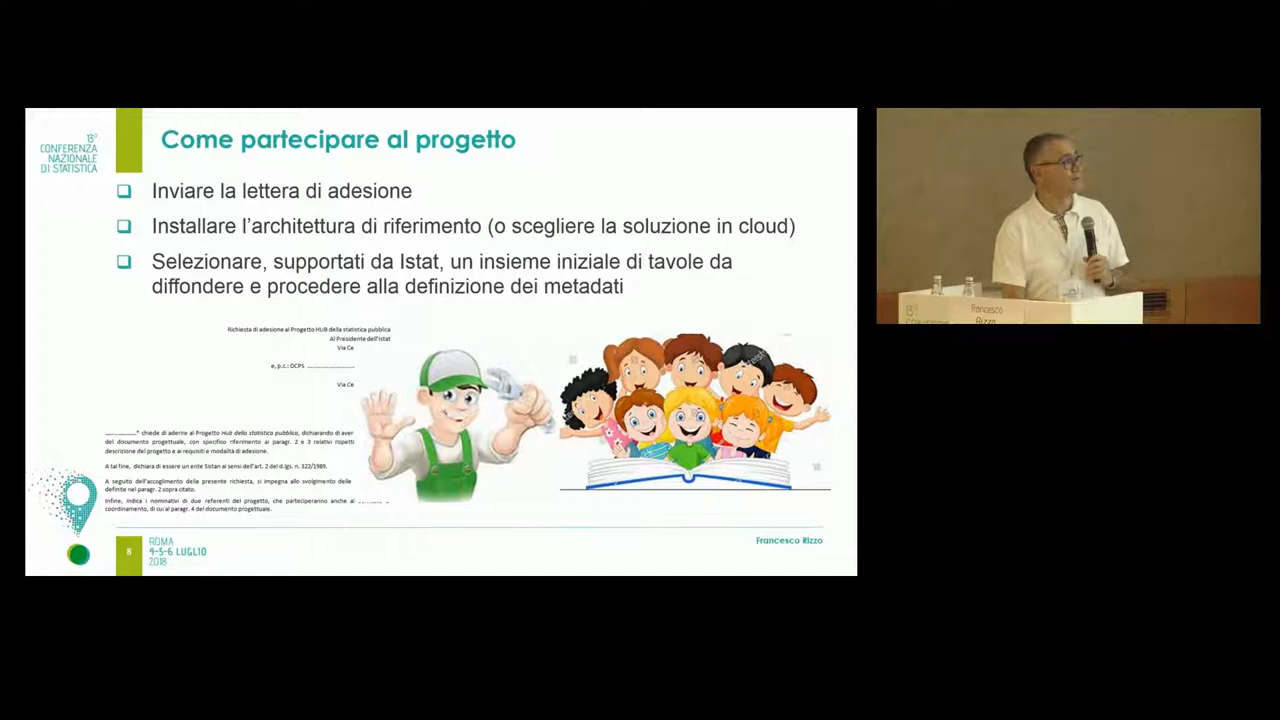 13°
CONFERENZA
NAZIONALE
DI STATISTICA
Come partecipare al progetto
Inviare la lettera di adesione
Installare l'architettura di riferimento (o scegliere la soluzione in cloud)
Selezionare, supportati da Istat, un insieme iniziale di tavole da
diffondere e procedere alla definizione dei metadati
Richiesta di adesione al Progetto HUB della statistica pubblica
Al Presidente dell'Istat
Via Ce
e, p.c.: DCPS ........................
Via Ce
................* chiede di aderire al Progetto Hub della statistica pubblica, dichiarando di aver
del documento progettuale, con specifico riferimento ai paragr. 2 e 3 relativi rispetti
descrizione del progetto e ai requisiti e modalità di adesione.
A tal fine, dichiara di essere un ente Sistan ai sensi dell'art. 2 del d.lgs. n. 322/1989.
A seguito dell'accoglimento della presente richiesta, si impegna allo svolgimento delle
definite nel paragr. 2 sopra citato.
Infine, indica i nominativi di due referenti del progetto, che parteciperanno anche al
coordinamento, di cui al paragr. 4 del documento progettuale.
8
ROMA
4-5-6 LUGLIO
2018
Francesco Rizzo
13°
Francesco
Rizzo